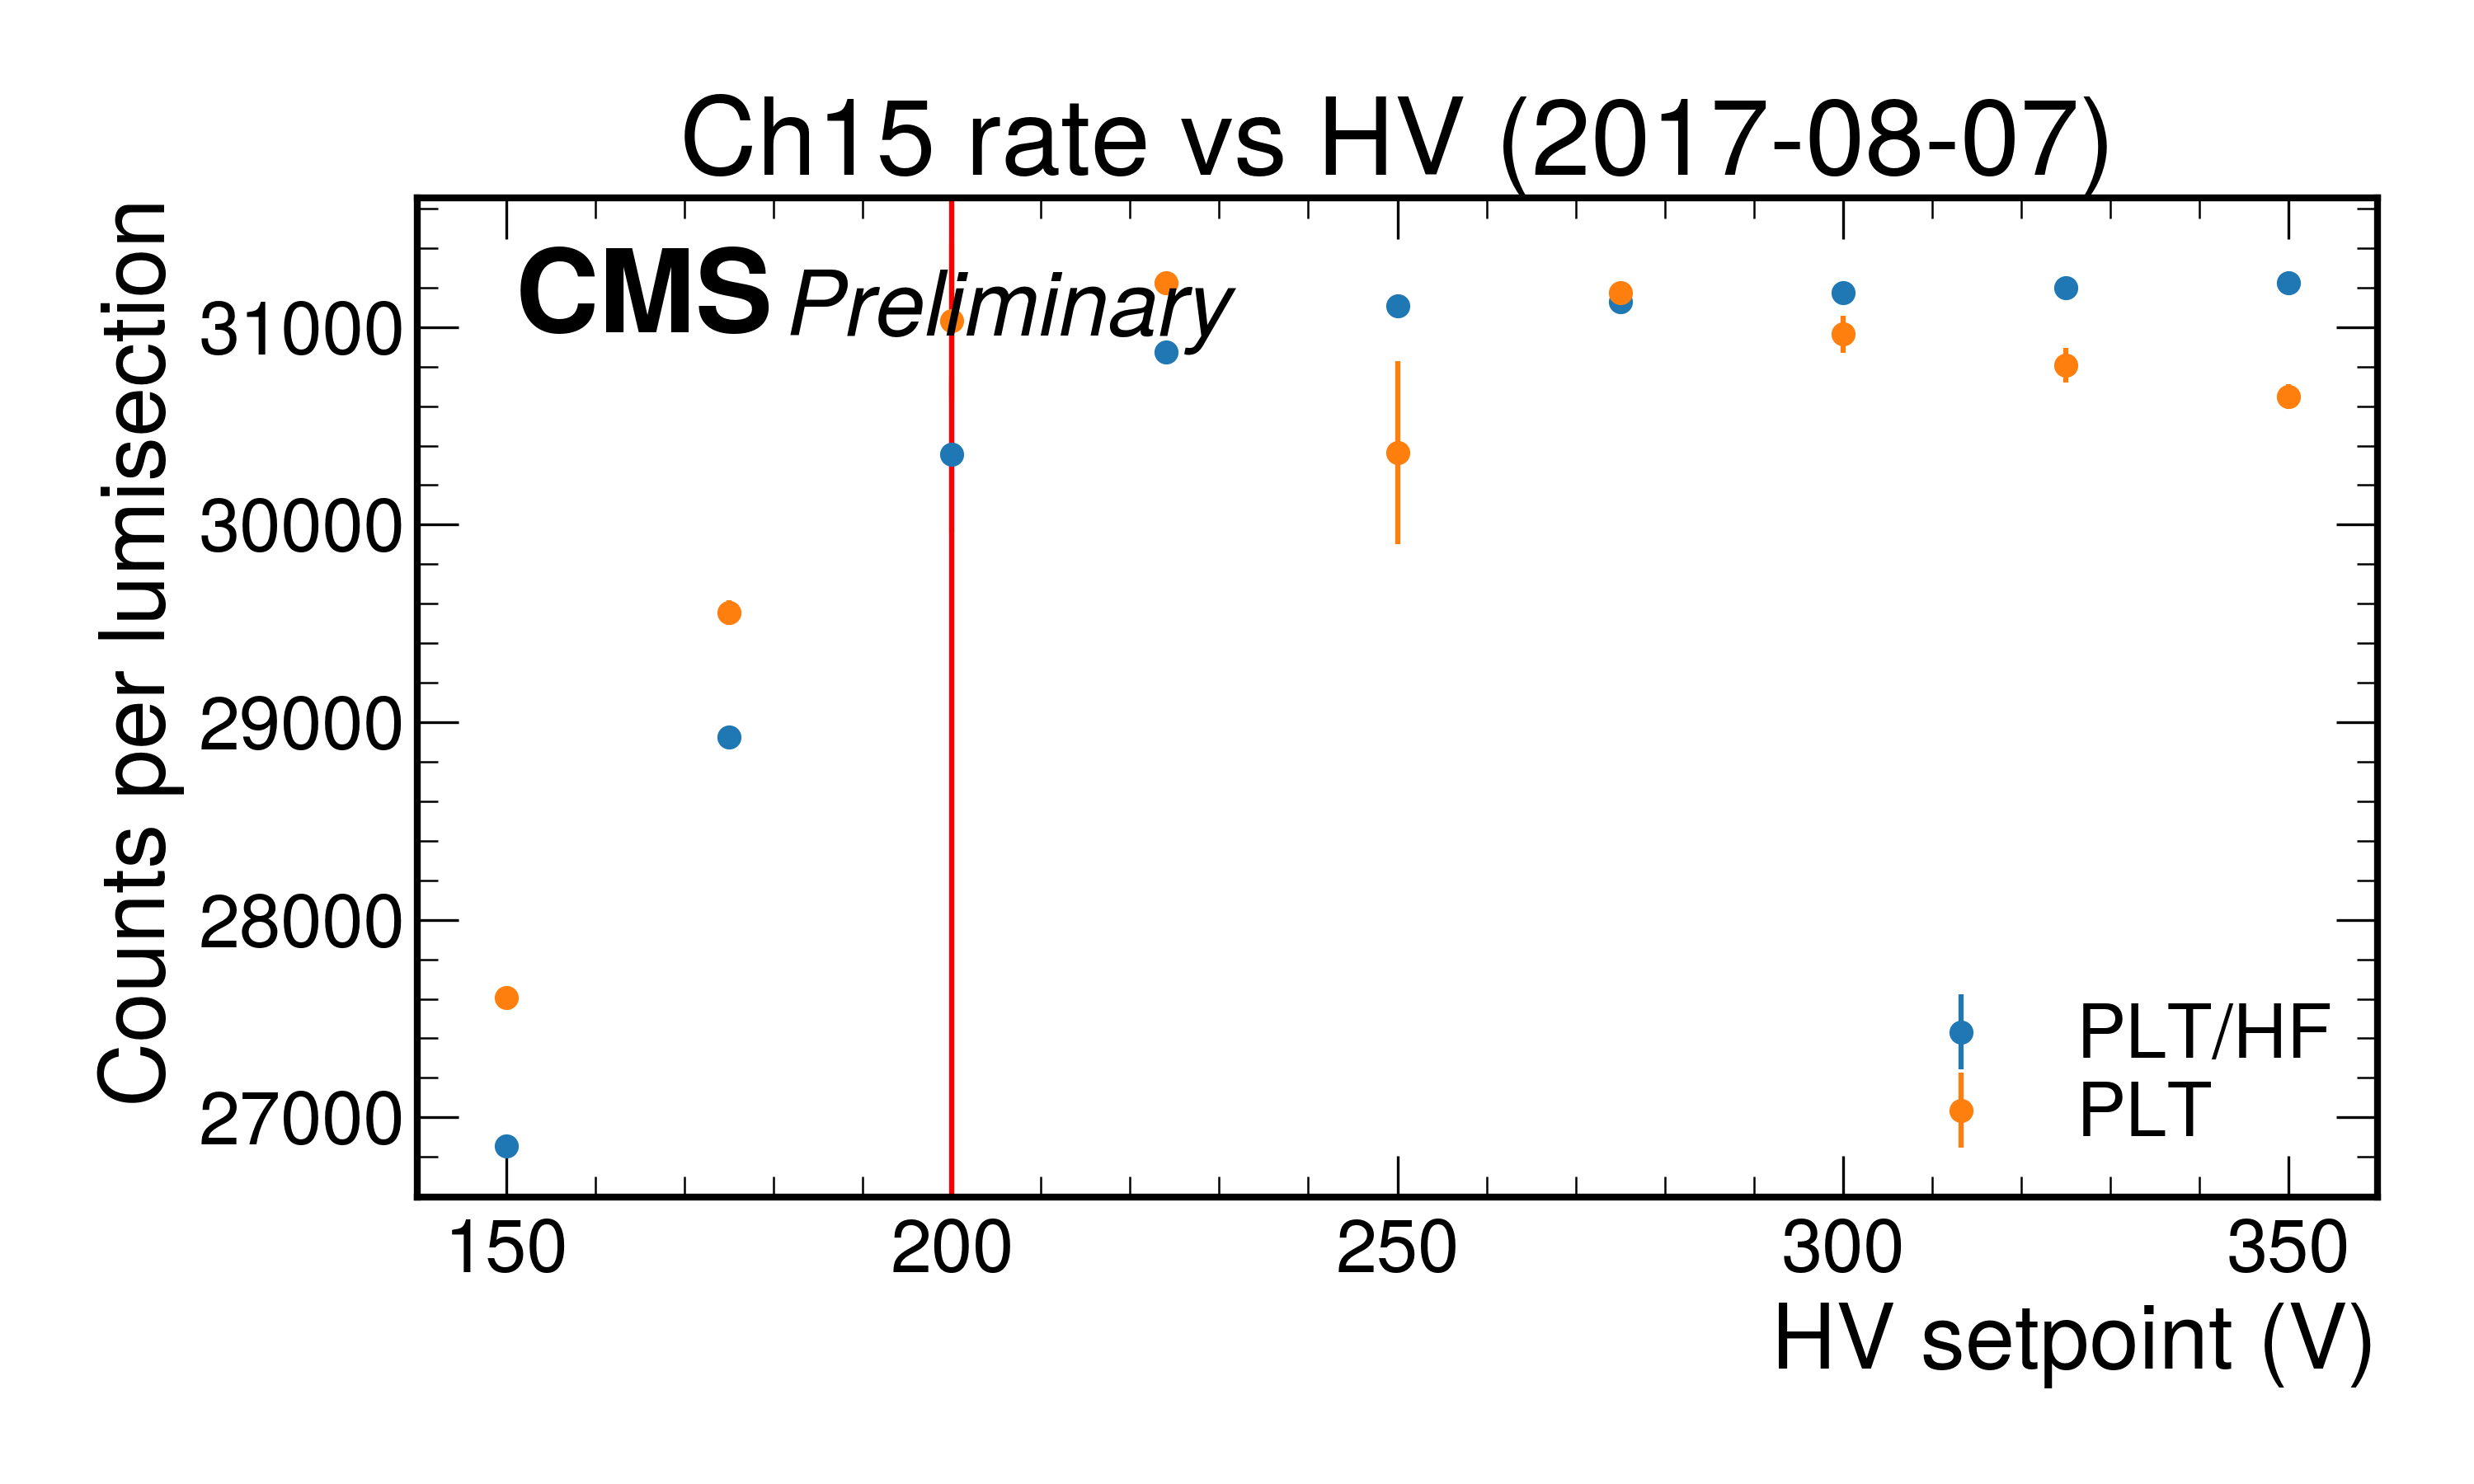 Ch15 rate vs HV (2017-08-07)
CMS Preliminary
Counts per lumisection
31000
30000
29000
28000
27000
PLT/HF
PLT
150 200 250 300 350
HV setpoint (V)